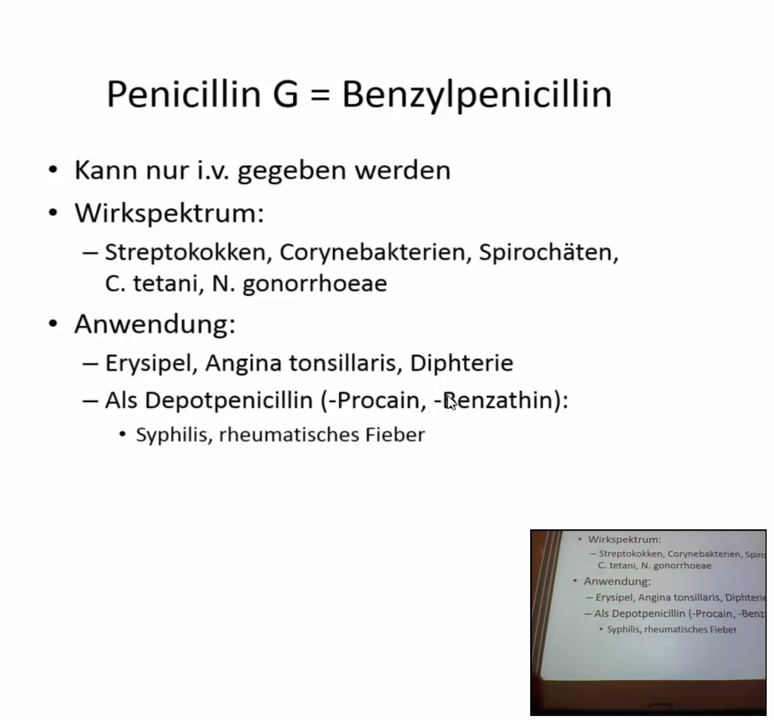 Penicillin G = Benzylpenicillin
• Kann nur i.v. gegeben werden
• Wirkspektrum:
– Streptokokken, Corynebakterien, Spirochäten,
C. tetani, N. gonorrhoeae
• Anwendung:
– Erysipel, Angina tonsillaris, Diphterie
– Als Depotpenicillin (-Procain, -Benzathin):
• Syphilis, rheumatisches Fieber
• Wirkspektrum:
– Streptokokken, Corynebakterien, Spiro
C. tetani, N. gonorrhoeae
• Anwendung:
– Erysipel, Angina tonsillaris, Diphterie
– Als Depotpenicillin (-Procain, -Benz
• Syphilis, rheumatisches Fieber